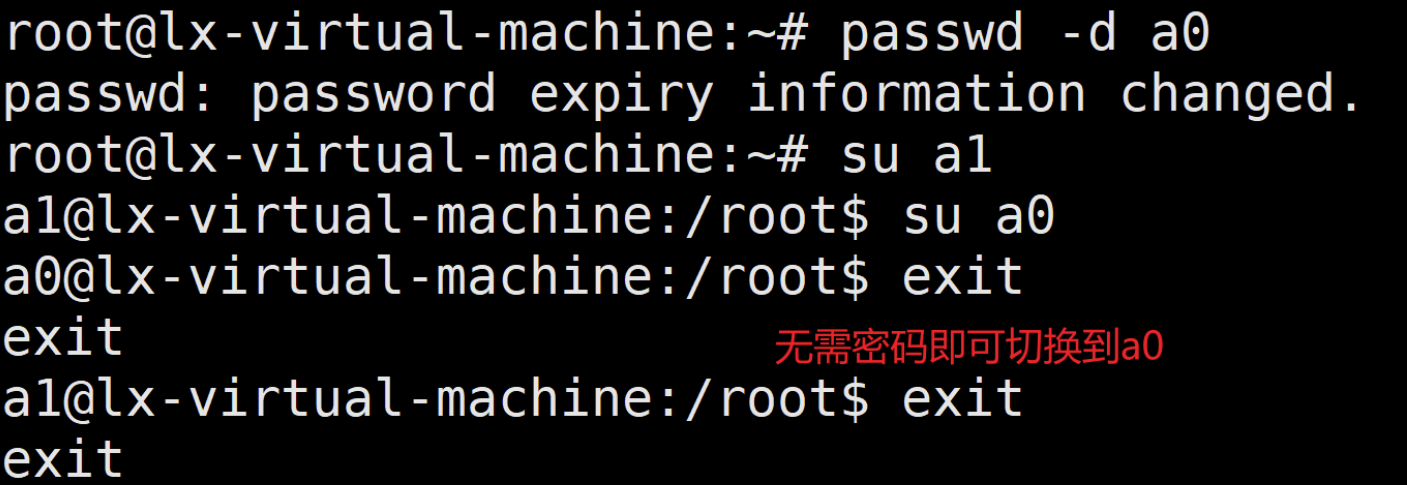 root@lx-virtual-machine:~# passwd -d a0
passwd: password expiry information changed.
root@lx-virtual-machine:~# su a1
a1@lx-virtual-machine:/root$ su a0
a0@lx-virtual-machine:/root$ exit
exit
无需密码即可切换到a0
a1@lx-virtual-machine:/root$ exit
exit